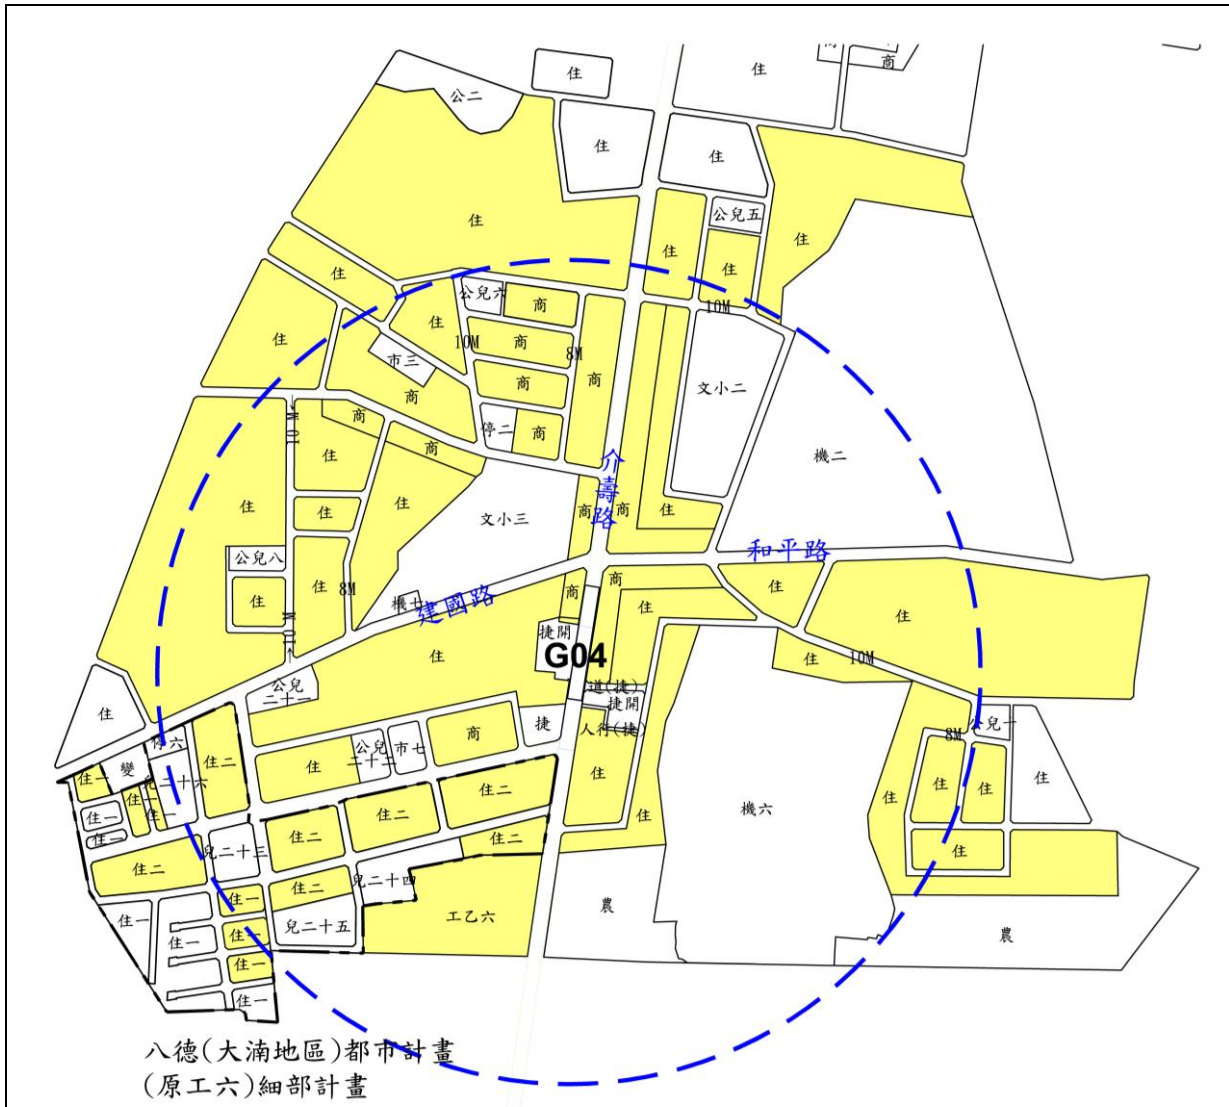 住
住
商
商
公二
住
住
公兒五
住
住
住
住
住
公兒六
商
10M
住
住
10M
商
8M
市三
商
商
文小二
商
商
停二
商
商
10M
介壽路
住
機二
住
住
商
商
住
文小三
和平路
公兒八
住
住
8M
機七
商
商
住
住
住
10M
建國路
捷開
G04
住
住
10M
公兒二十一
道(捷)
捷開
人行(捷)
住
捷
商
市七
公兒二十二
住
公兒十
8M
停六
住二
變
兒二十六
住一
住一
住一
住一
住一
住
住
機六
住
住
住
住
住二
住二
住二
住二
兒二十三
住二
住
住二
兒二十四
住一
住一
兒二十五
工乙六
農
農
住一
住一
住一
住一
八德(大湳地區)都市計畫
(原工六)細部計畫